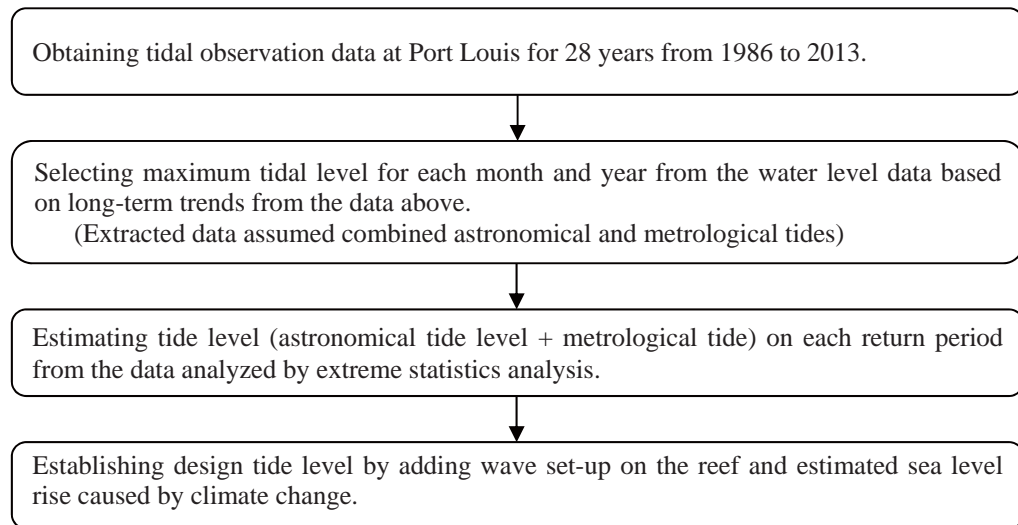 Obtaining tidal observation data at Port Louis for 28 years from 1986 to 2013.
Selecting maximum tidal level for each month and year from the water level data based
on long-term trends from the data above.
(Extracted data assumed combined astronomical and metrological tides)
Estimating tide level (astronomical tide level + metrological tide) on each return period
from the data analyzed by extreme statistics analysis.
Establishing design tide level by adding wave set-up on the reef and estimated sea level
rise caused by climate change.